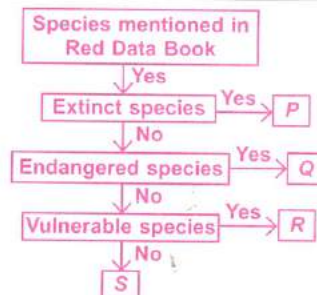 Species mentioned in
Red Data Book
Yes
Extinct species
Yes
P
No
Endangered species
Yes
Q
No
Vulnerable species
Yes
R
No
S